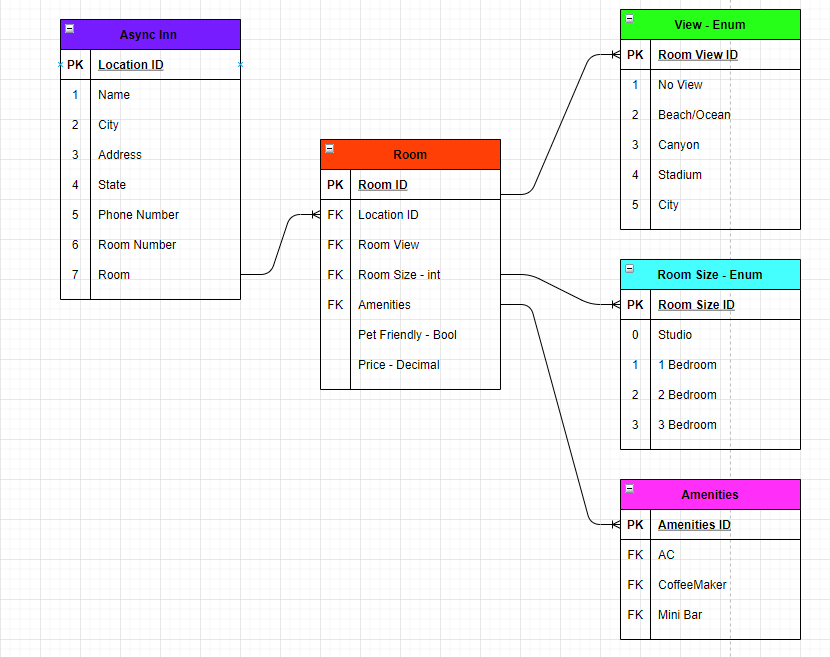 Async Inn
PK Location ID
1 Name
2 City
3 Address
4 State
5 Phone Number
6 Room Number
7 Room
Room
PK Room ID
FK Location ID
FK Room View
FK Room Size - int
FK Amenities
Pet Friendly - Bool
Price - Decimal
View - Enum
PK Room View ID
1 No View
2 Beach/Ocean
3 Canyon
4 Stadium
5 City
Room Size - Enum
PK Room Size ID
0 Studio
1 1 Bedroom
2 2 Bedroom
3 3 Bedroom
Amenities
PK Amenities ID
FK AC
FK CoffeeMaker
FK Mini Bar